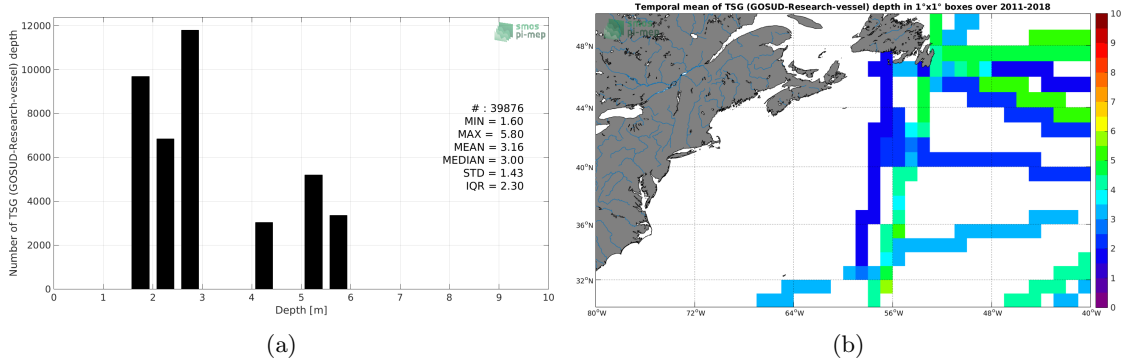 smos
pi-mep
Number of TSG (GOSUD-Research-vessel) depth
12000
10000
8000
6000
4000
2000
0
# : 39876
MIN = 1.60
MAX = 5.80
MEAN = 3.16
MEDIAN = 3.00
STD = 1.43
IQR = 2.30
0 1 2 3 4 5 6 7 8 9 10
Depth [m]
(a)
Temporal mean of TSG (GOSUD-Research-vessel) depth in 1°x1° boxes over 2011-2018
48°N
44°N
40°N
36°N
32°N
80°W 72°W 64°W 56°W 48°W 40°W
10
9
8
7
6
5
4
3
2
1
0
(b)